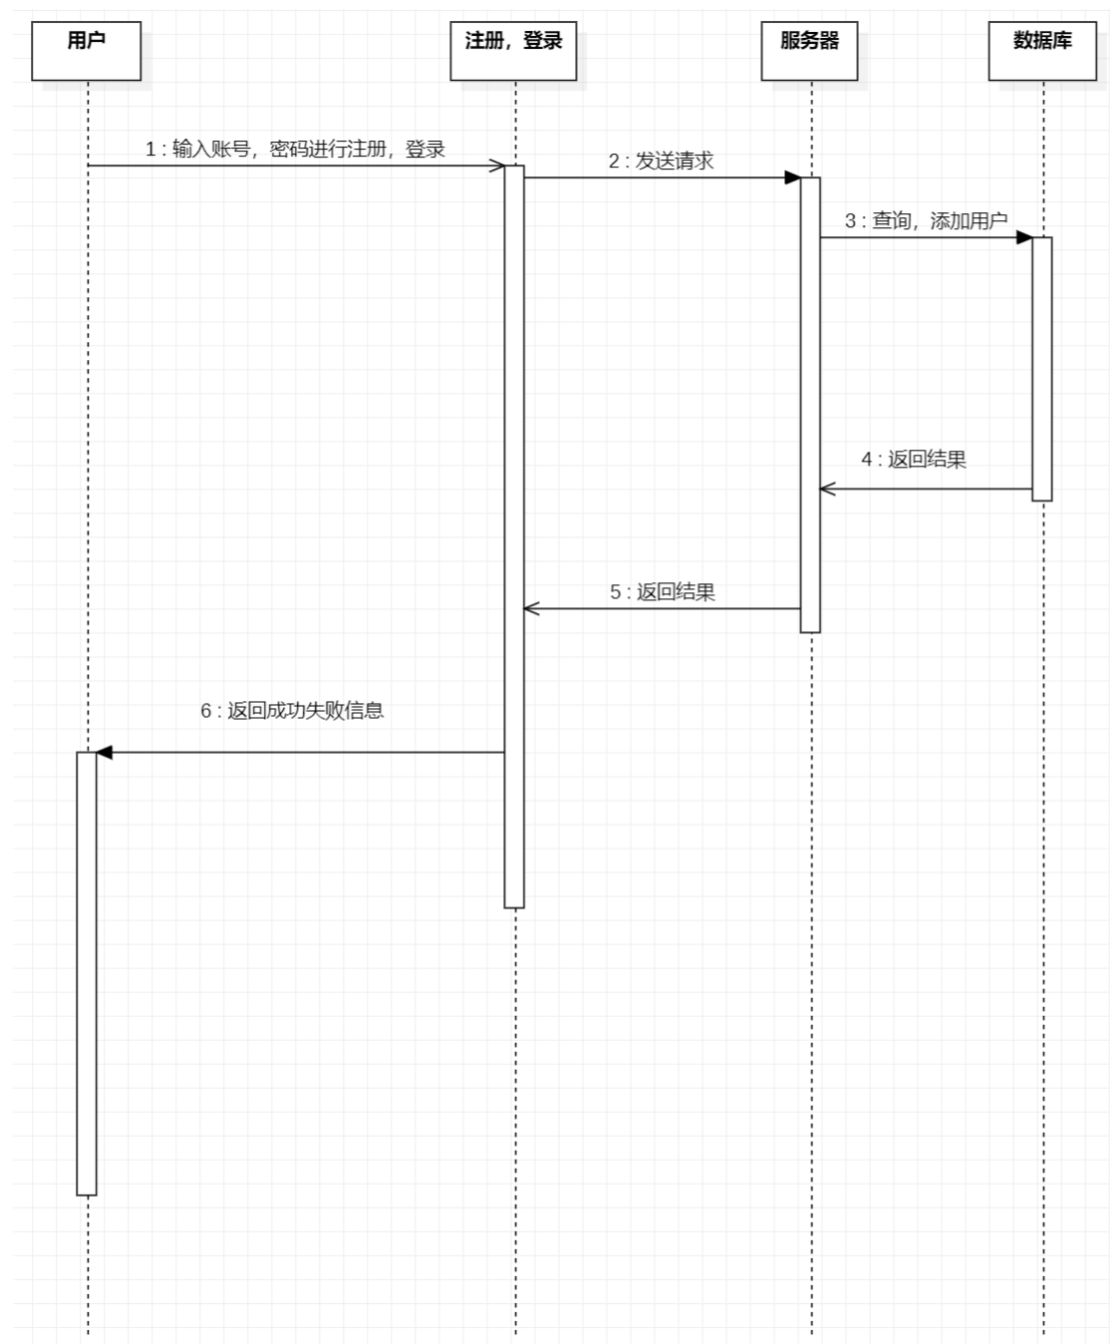 用户
注册，登录
服务器
数据库
1 : 输入账号，密码进行注册，登录
2 : 发送请求
3 : 查询，添加用户
4 : 返回结果
5 : 返回结果
6 : 返回成功失败信息